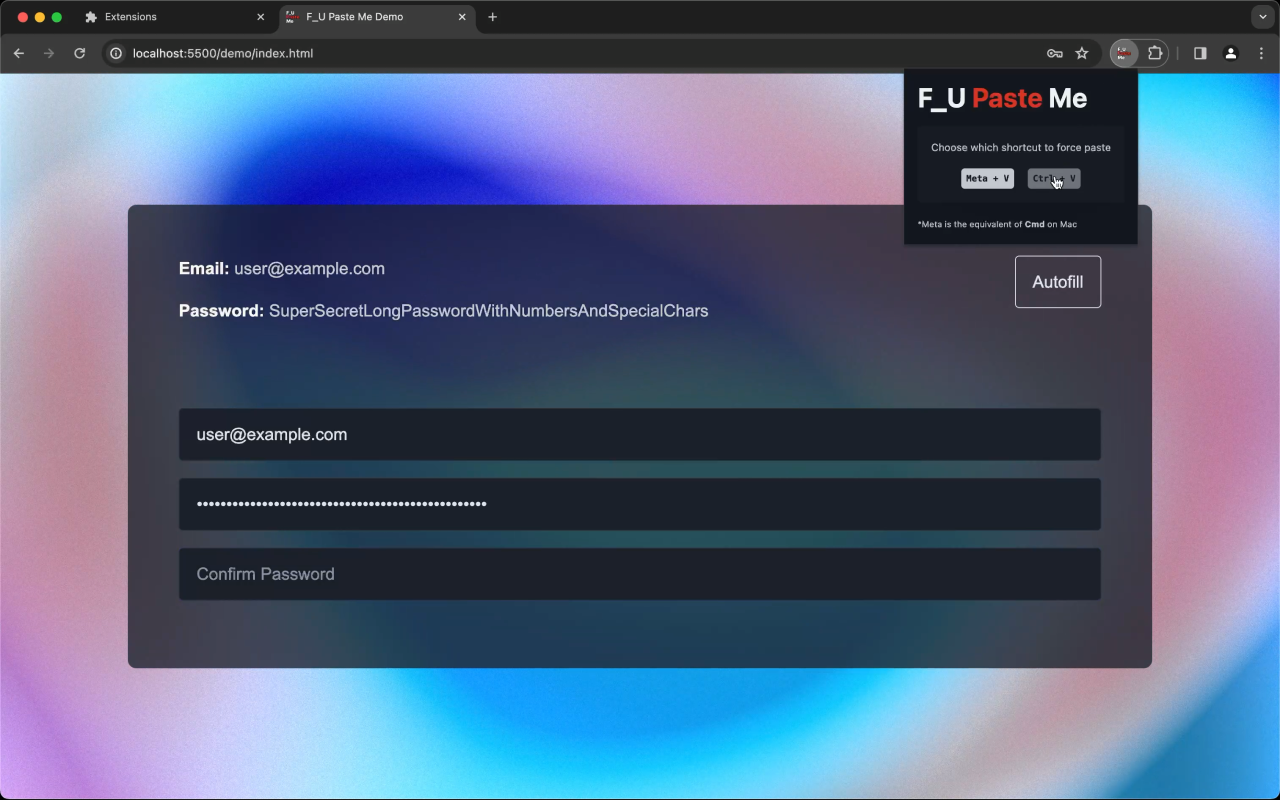 Extensions
F_U Paste Me Demo
localhost:5500/demo/index.html
F_U Paste Me
Choose which shortcut to force paste
Meta + V
Ctrl + V
*Meta is the equivalent of Cmd on Mac
Email: user@example.com
Autofill
Password: SuperSecretLongPasswordWithNumbersAndSpecialChars
user@example.com
•••••••••••••••••••••••••••••••••••••••••••••••••
Confirm Password